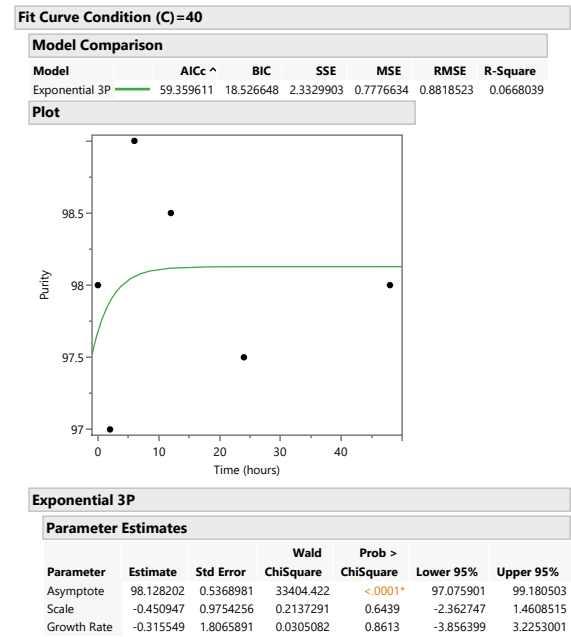 Fit Curve Condition (C)=40
Model Comparison
Model AICc ^ BIC SSE MSE RMSE R-Square
Exponential 3P 59.359611 18.526648 2.3329903 0.7776634 0.8818523 0.0668039
Plot
98.5
98
97.5
97
Purity
0 10 20 30 40
Time (hours)
Exponential 3P
Parameter Estimates
Wald Prob >
Parameter Estimate Std Error ChiSquare ChiSquare Lower 95% Upper 95%
Asymptote 98.128202 0.5368981 33404.422 <.0001* 97.075901 99.180503
Scale -0.450947 0.9754256 0.2137291 0.6439 -2.362747 1.4608515
Growth Rate -0.315549 1.8065891 0.0305082 0.8613 -3.856399 3.2253001